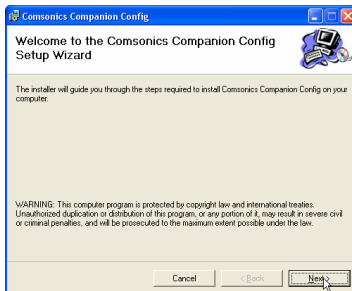 Comsonics Companion Config
Welcome to the Comsonics Companion Config
Setup Wizard
The installer will guide you through the steps required to install Comsonics Companion Config on your
computer.
WARNING: This computer program is protected by copyright law and international treaties.
Unauthorized duplication or distribution of this program, or any portion of it, may result in severe civil
or criminal penalties, and will be prosecuted to the maximum extent possible under the law.
Cancel
< Back
Next >